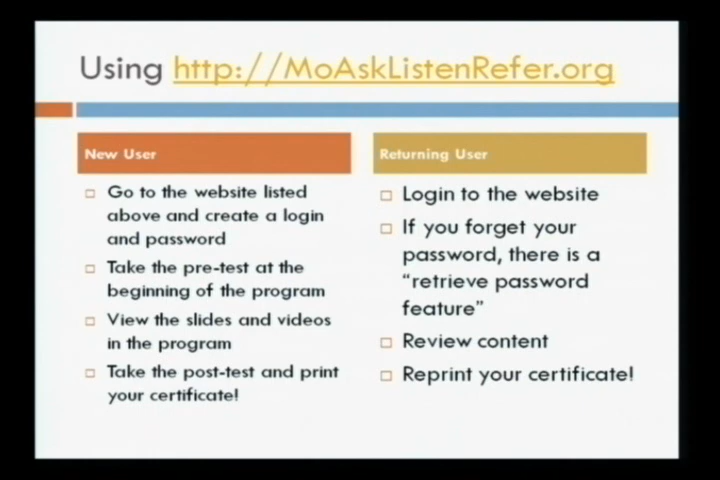 Using http://MoAskListenRefer.org
New User
Go to the website listed
above and create a login
and password
Take the pre-test at the
beginning of the program
View the slides and videos
in the program
Take the post-test and print
your certificate!
Returning User
Login to the website
If you forget your
password, there is a
“retrieve password
feature”
Review content
Reprint your certificate!